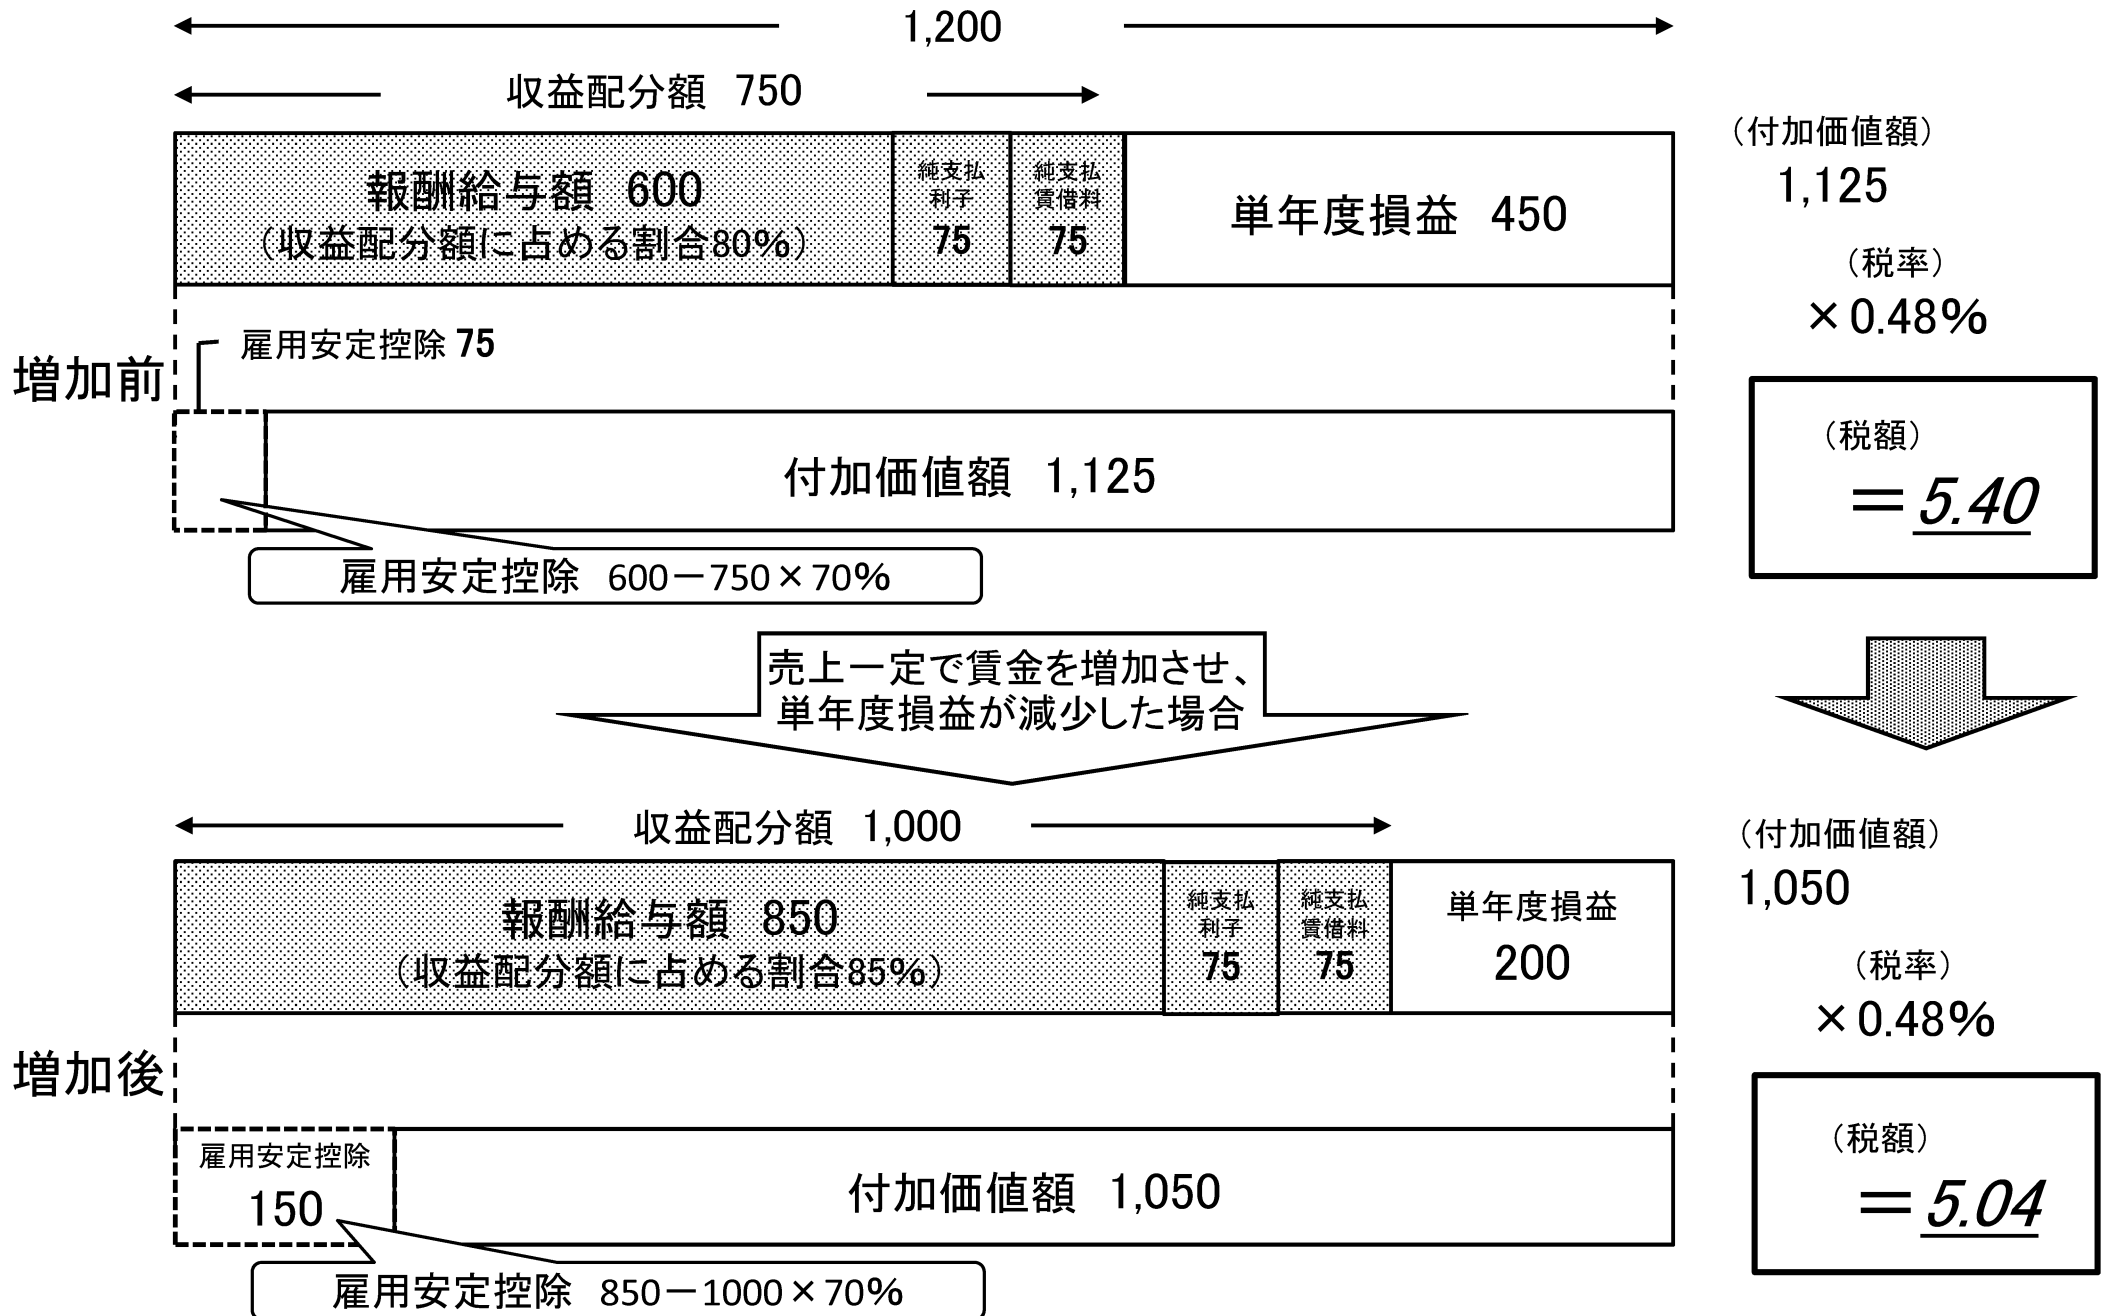 1,200
収益配分額 750
報酬給与額 600
(収益配分額に占める割合80%)
純支払
利子
75
純支払
賃借料
75
単年度損益 450
(付加価値額)
1,125
(税率)
×0.48%
増加前
雇用安定控除 75
付加価値額 1,125
雇用安定控除 600-750×70%
(税額)
=5.40
売上一定で賃金を増加させ、
単年度損益が減少した場合
収益配分額 1,000
報酬給与額 850
(収益配分額に占める割合85%)
純支払
利子
75
純支払
賃借料
75
単年度損益
200
(付加価値額)
1,050
(税率)
×0.48%
増加後
雇用安定控除
150
付加価値額 1,050
雇用安定控除 850-1000×70%
(税額)
=5.04